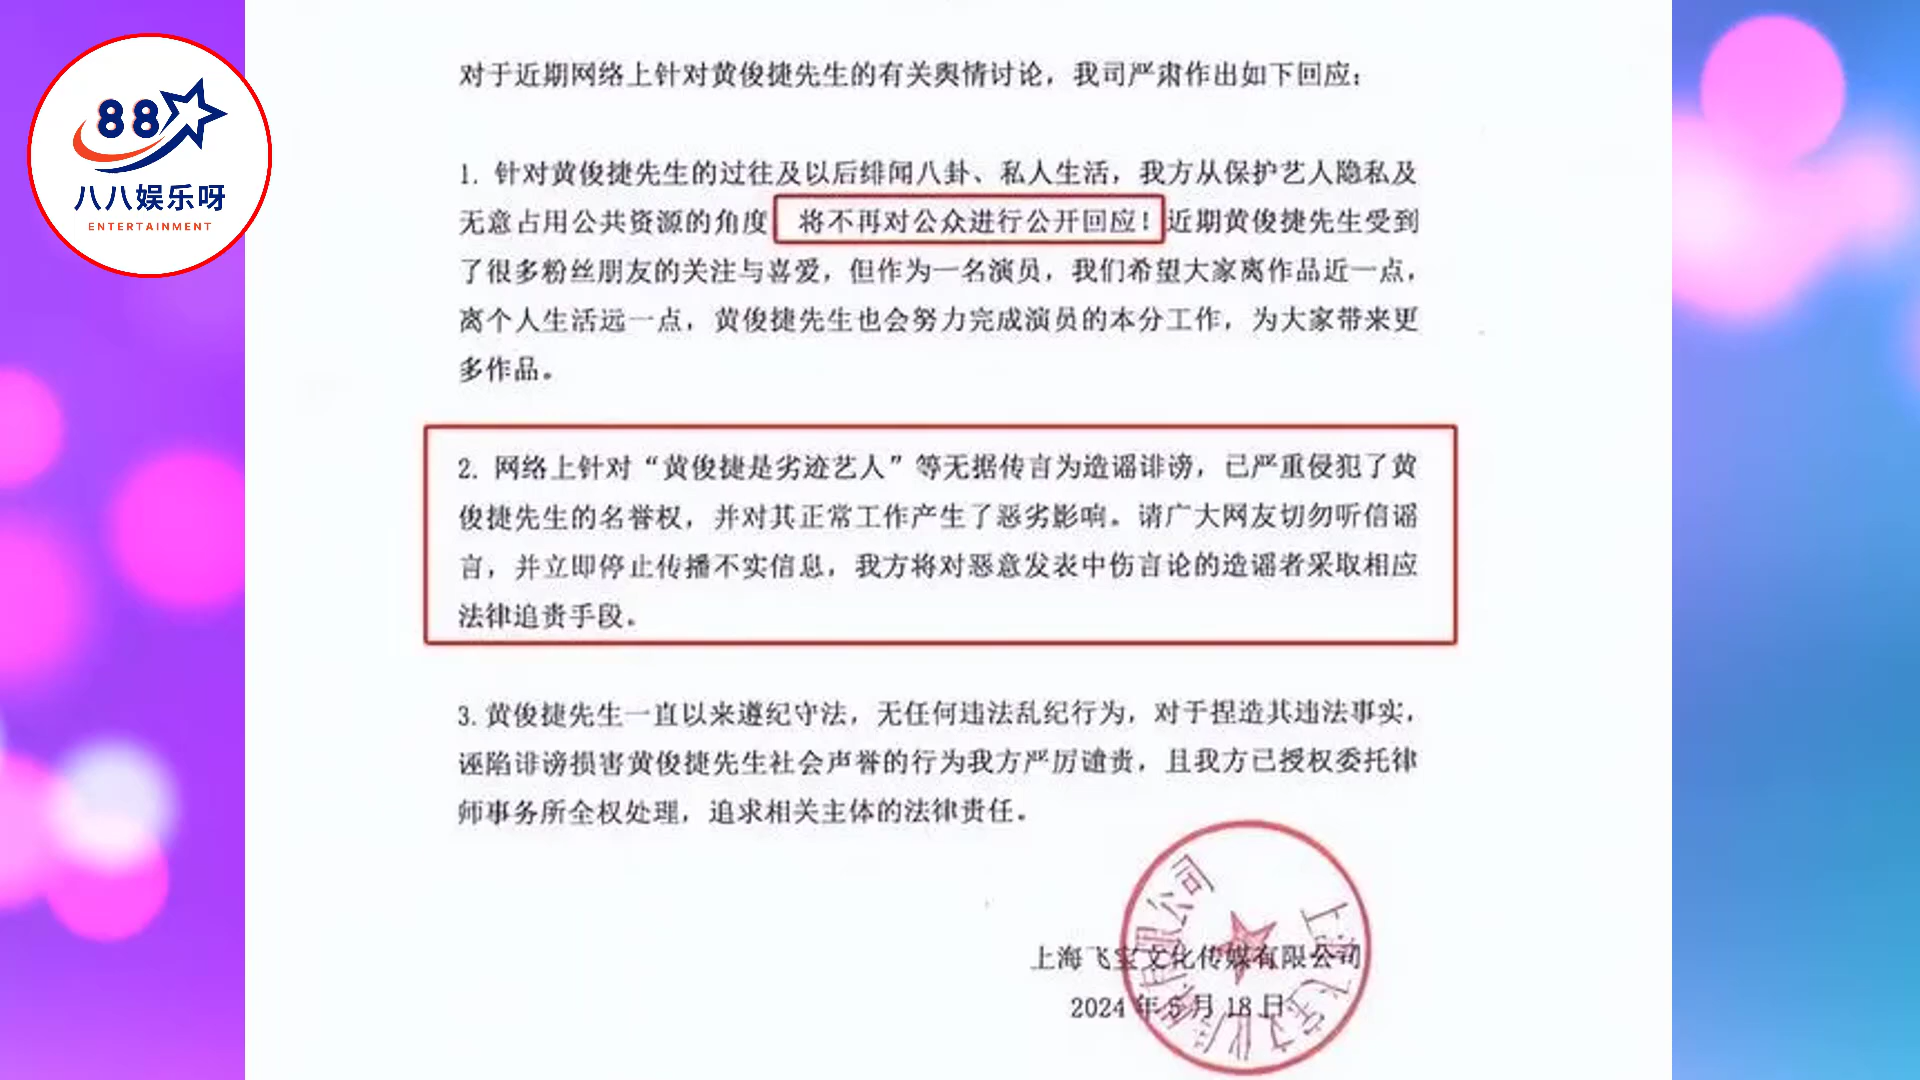 88
八八娱乐呀
ENTERTAINMENT
对于近期网络上针对黄俊捷先生的有关舆情讨论，我司严肃作出如下回应：
1. 针对黄俊捷先生的过往及以后绯闻八卦、私人生活，我方从保护艺人隐私及
无意占用公共资源的角度 将不再对公众进行公开回应！近期黄俊捷先生受到
了很多粉丝朋友的关注与喜爱，但作为一名演员，我们希望大家离作品近一点，
离个人生活远一点，黄俊捷先生也会努力完成演员的本分工作，为大家带来更
多作品。
2. 网络上针对“黄俊捷是劣迹艺人”等无据传言为造谣诽谤，已严重侵犯了黄
俊捷先生的名誉权，并对其正常工作产生了恶劣影响。请广大网友切勿听信谣
言，并立即停止传播不实信息，我方将对恶意发表中伤言论的造谣者采取相应
法律追责手段。
3. 黄俊捷先生一直以来遵纪守法，无任何违法乱纪行为，对于捏造其违法事实，
诬陷诽谤损害黄俊捷先生社会声誉的行为我方严厉谴责，且我方已授权委托律
师事务所全权处理，追求相关主体的法律责任。
上海飞宝文化传媒有限公司
2024 年 5 月 18 日